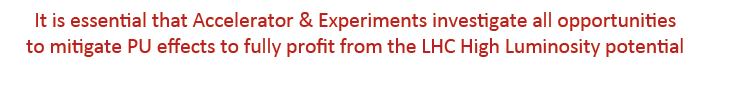 It is essential that Accelerator & Experiments investigate all opportunities
to mitigate PU effects to fully profit from the LHC High Luminosity potential